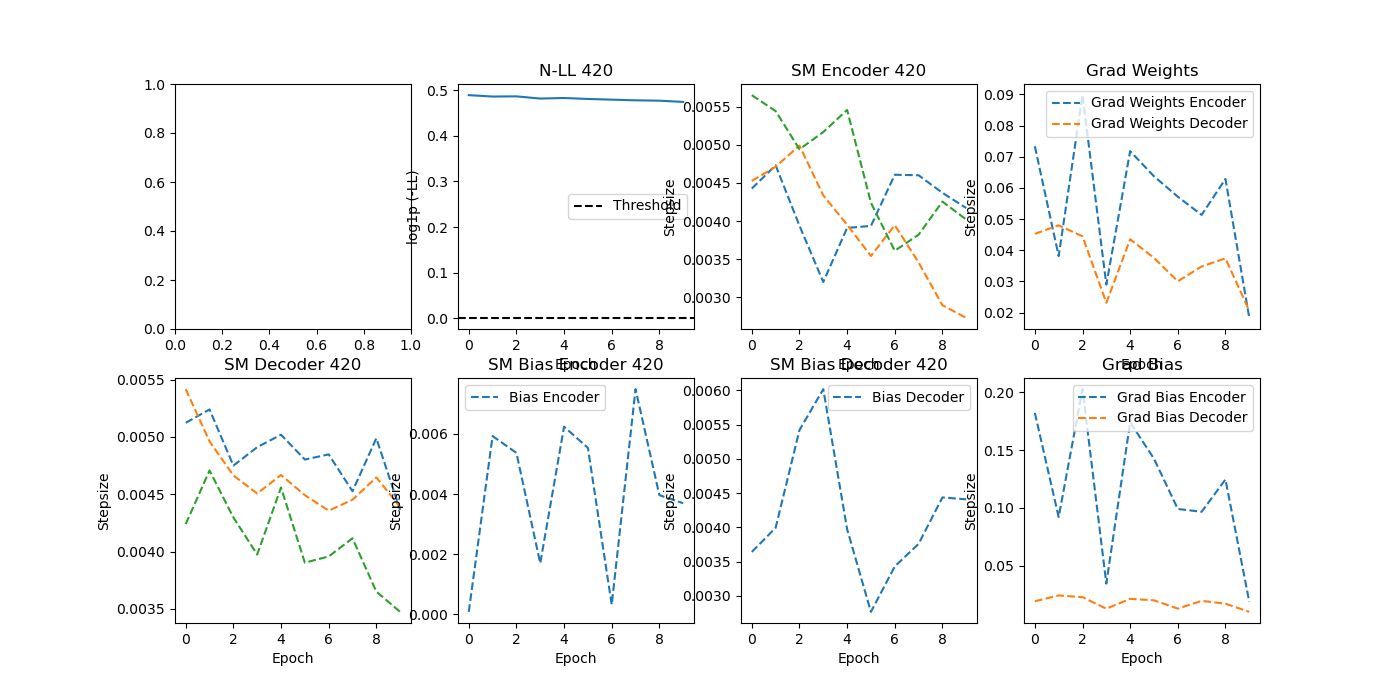 N-LL 420
SM Encoder 420
Grad Weights
1.0
0.8
0.6
0.4
0.2
0.0
0.0 0.2 0.4 0.6 0.8 1.0
log1p (-LL)
0.5
0.4
0.3
0.2
0.1
0.0
Threshold
0 2 4 6 8
Epoch
Stepsize
0.0055
0.0050
0.0045
0.0040
0.0035
0.0030
0 2 4 6 8
Epoch
Stepsize
0.09
0.08
0.07
0.06
0.05
0.04
0.03
0.02
Grad Weights Encoder
Grad Weights Decoder
0 2 4 6 8
Epoch
SM Decoder 420
SM Bias Encoder 420
SM Bias Decoder 420
Grad Bias
Stepsize
0.0055
0.0050
0.0045
0.0040
0.0035
0 2 4 6 8
Epoch
Stepsize
0.006
0.004
0.002
0.000
Bias Encoder
0 2 4 6 8
Epoch
Stepsize
0.0060
0.0055
0.0050
0.0045
0.0040
0.0035
0.0030
Bias Decoder
0 2 4 6 8
Epoch
Stepsize
0.20
0.15
0.10
0.05
Grad Bias Encoder
Grad Bias Decoder
0 2 4 6 8
Epoch